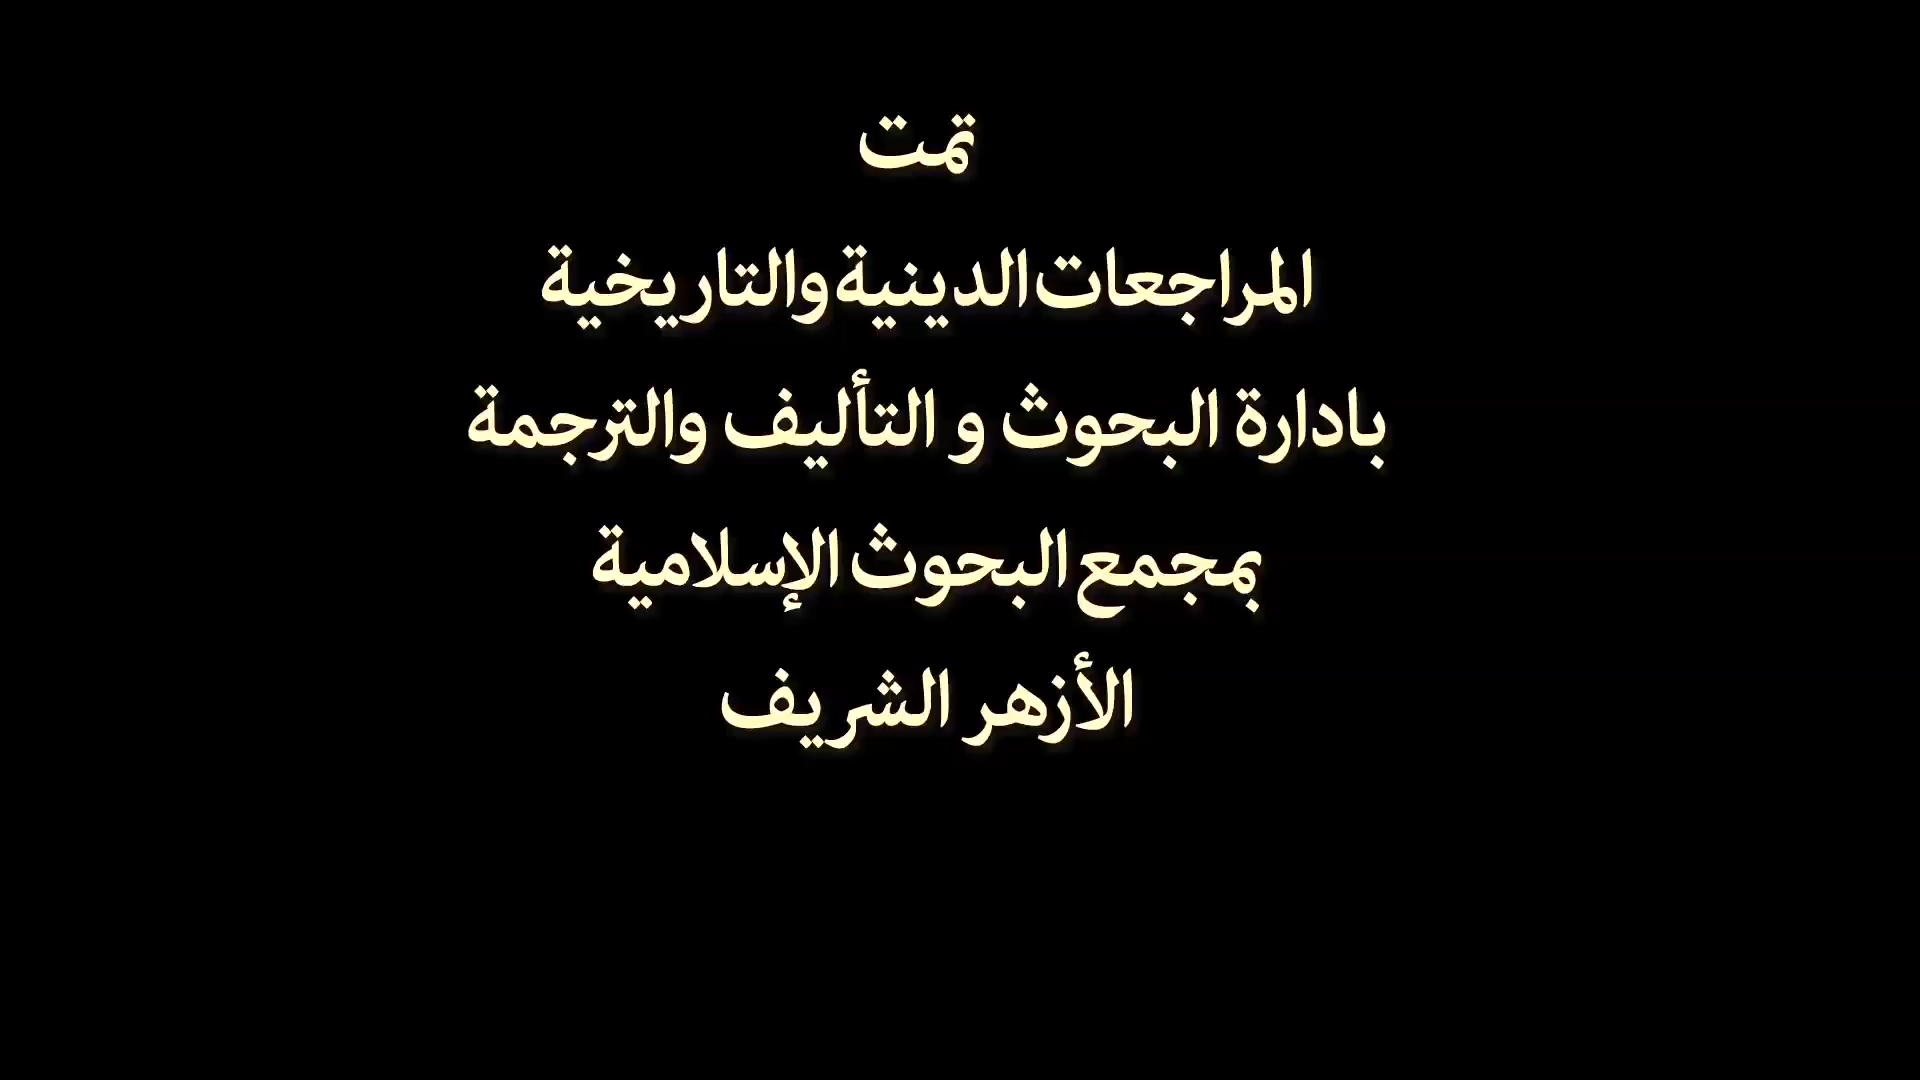 تمت
المراجعات الدينية والتاريخية
بادارة البحوث و التأليف والترجمة
بمجمع البحوث الإسلامية
الأزهر الشريف